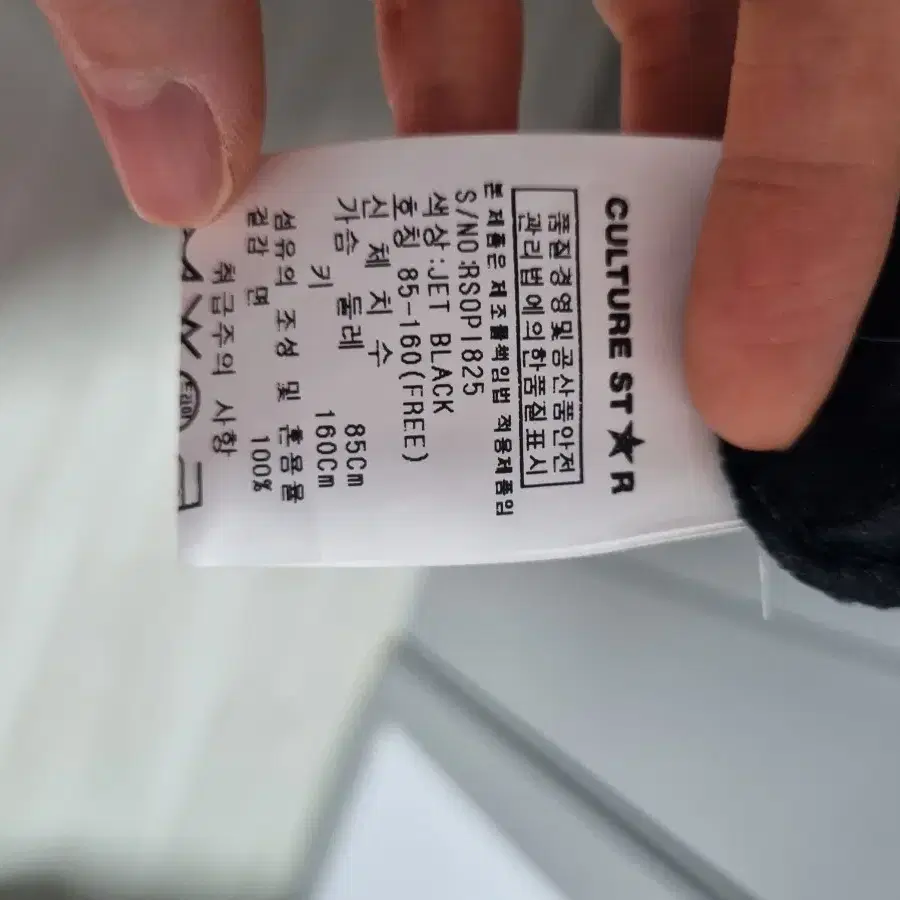 CULTURE ST★R
품질경영및공산품안전
관리법에의한품질표시
본 제품은 제조물책임법 적용제품임
S/NO:RSOP1825
색상:JET BLACK
호칭 85-160(FREE)
신 체 치 수
가슴 둘레 85Cm
키 160Cm
섬유의 조성 및 혼용율
겉감 면 100%
취급주의 사항
드라이